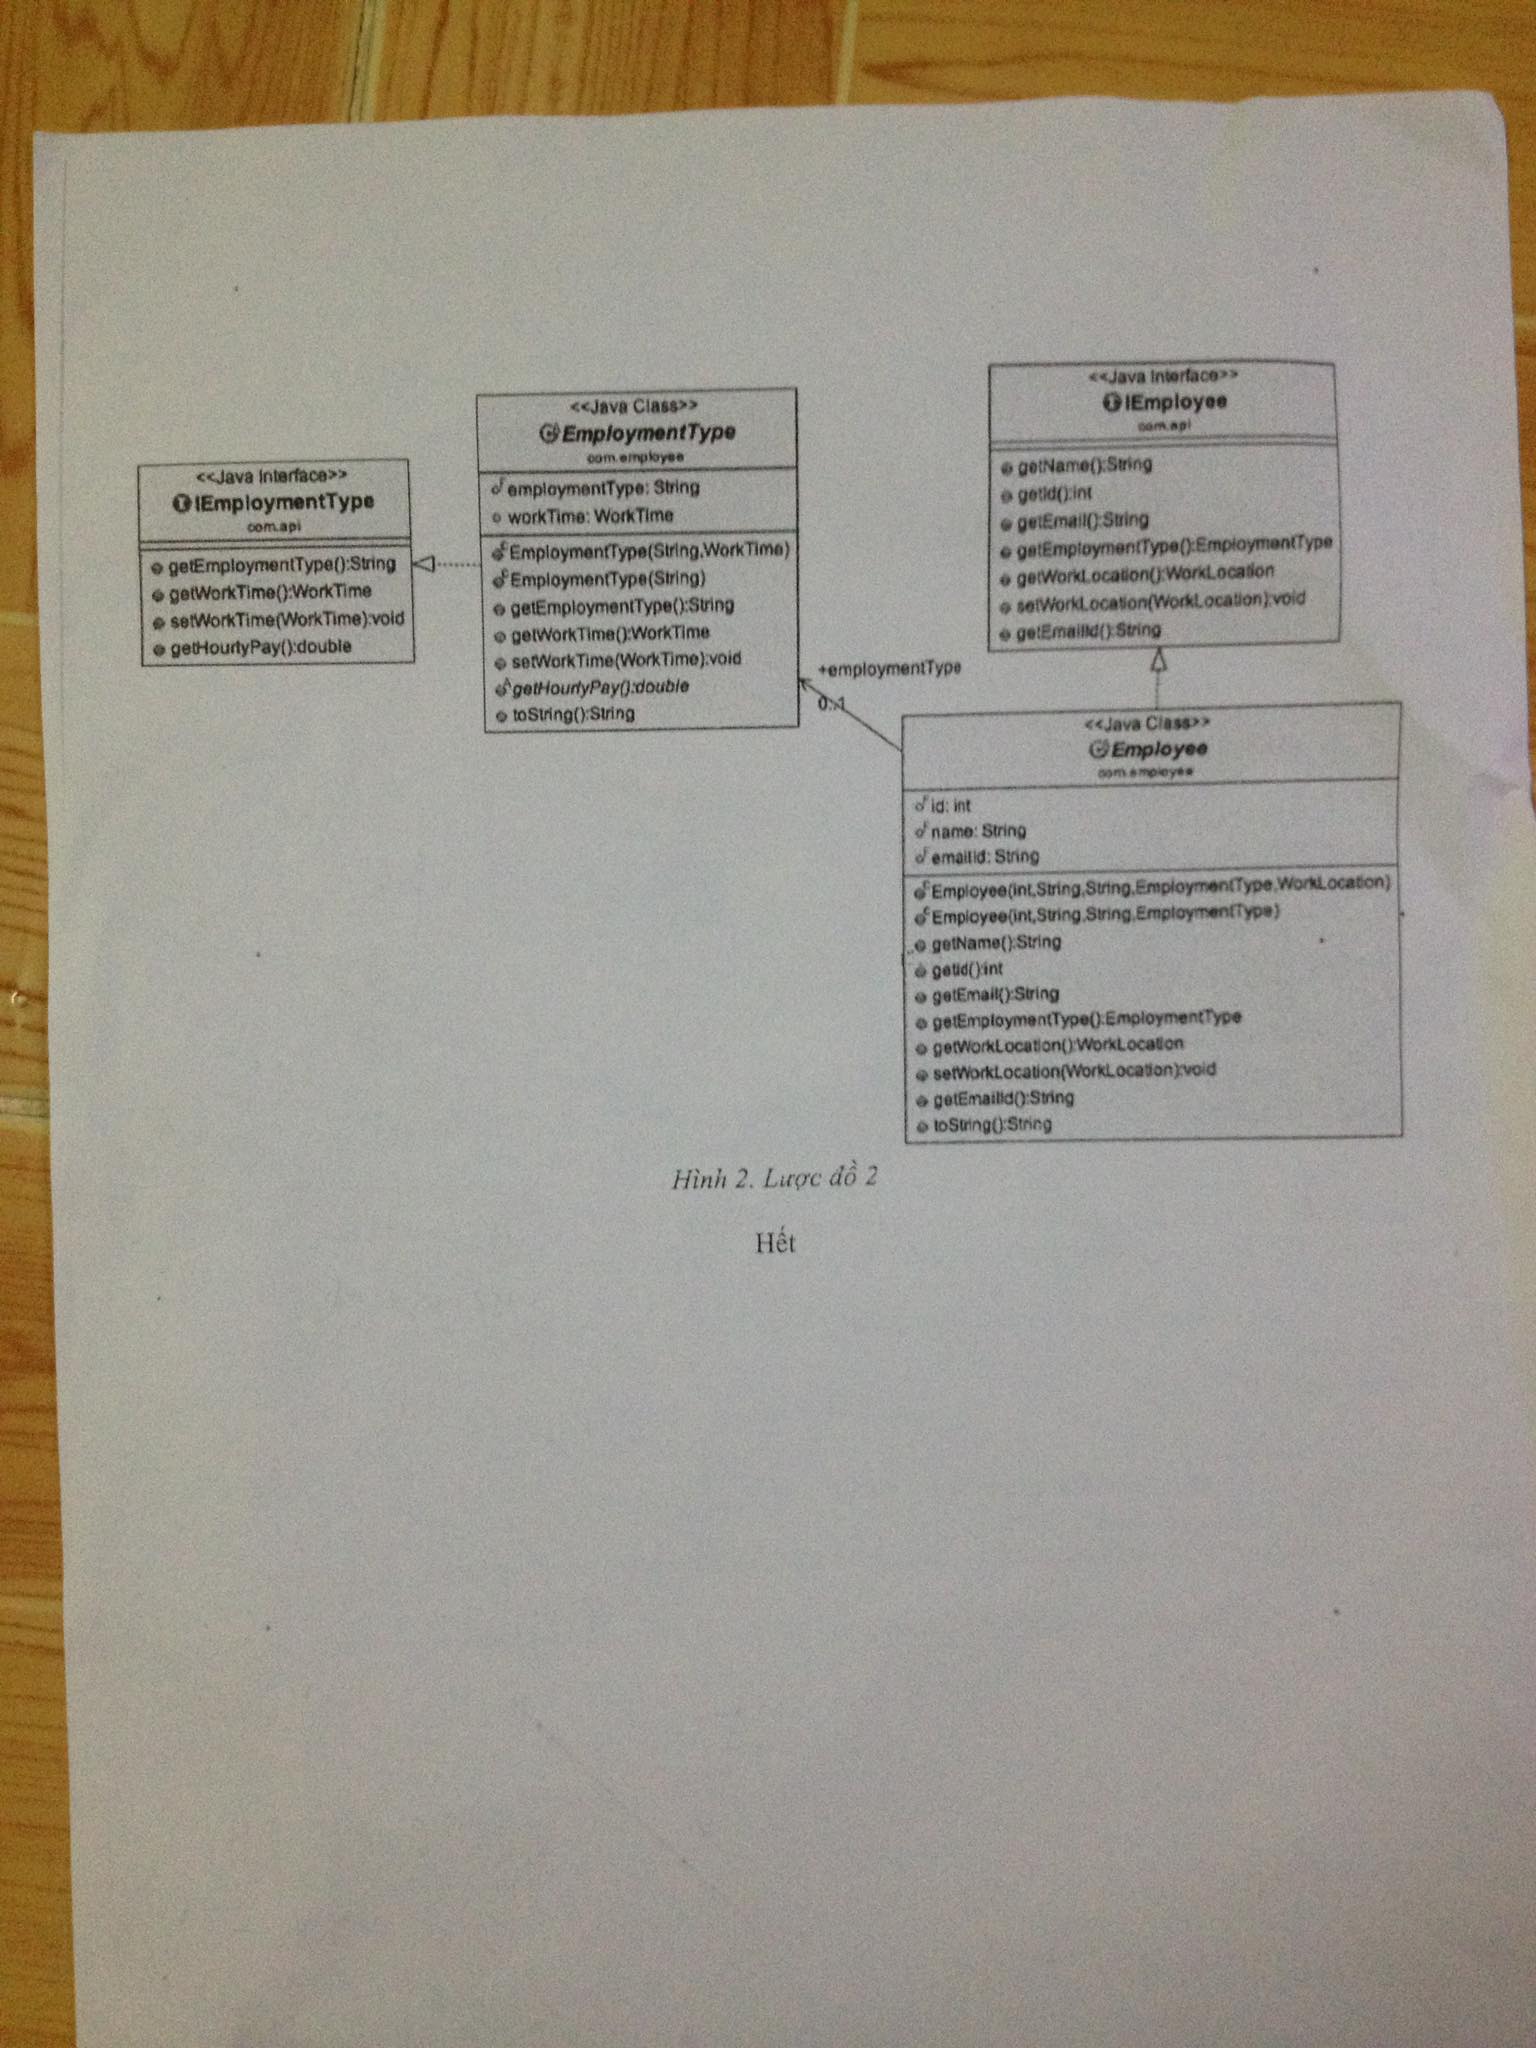 <<Java Interface>>
IEmploymentType
com.api
getEmploymentType():String
getWorkTime():WorkTime
setWorkTime(WorkTime):void
getHourlyPay():double
<<Java Class>>
EmploymentType
com.employee
employmentType: String
workTime: WorkTime
EmploymentType(String,WorkTime)
EmploymentType(String)
getEmploymentType():String
getWorkTime():WorkTime
setWorkTime(WorkTime):void
getHourlyPay():double
toString():String
+employmentType
0..1
<<Java Interface>>
IEmployee
com.api
getName():String
getId():int
getEmail():String
getEmploymentType():EmploymentType
getWorkLocation():WorkLocation
setWorkLocation(WorkLocation):void
getEmailId():String
<<Java Class>>
Employee
com.employee
id: int
name: String
emailId: String
Employee(int,String,String,EmploymentType,WorkLocation)
Employee(int,String,String,EmploymentType)
getName():String
getId():int
getEmail():String
getEmploymentType():EmploymentType
getWorkLocation():WorkLocation
setWorkLocation(WorkLocation):void
getEmailId():String
toString():String
Hình 2. Lược đồ 2
Hết